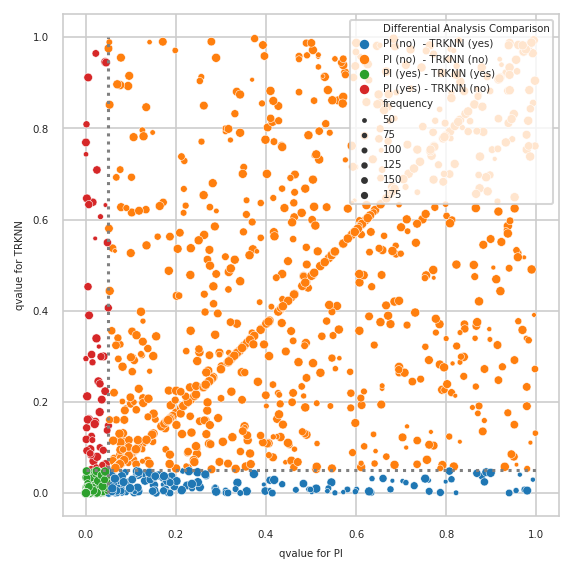 Differential Analysis Comparison
PI (no) - TRKNN (yes)
PI (no) - TRKNN (no)
PI (yes) - TRKNN (yes)
PI (yes) - TRKNN (no)
frequency
50
75
100
125
150
175
1.0
0.8
0.6
0.4
0.2
0.0
qvalue for TRKNN
0.0 0.2 0.4 0.6 0.8 1.0
qvalue for PI